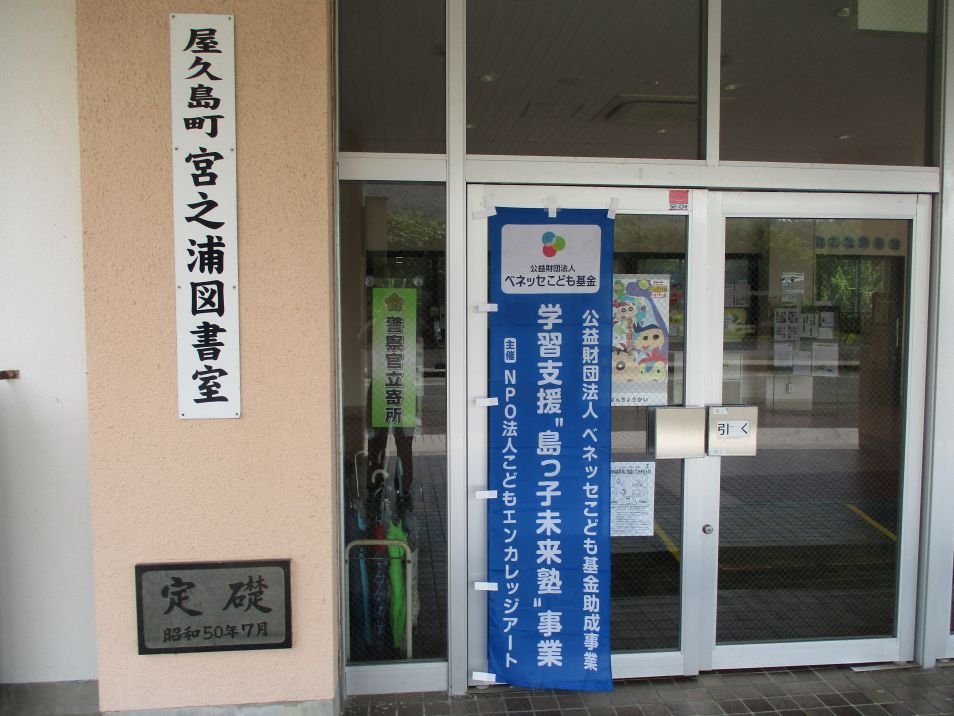 屋久島町 宮之浦図書室
定礎
昭和50年7月
警察官立寄所
公益財団法人
ベネッセこども基金
公益財団法人 ベネッセこども基金助成事業
学習支援"島っ子未来塾"事業
主催 NPO法人こどもエンカレッジアート
引く